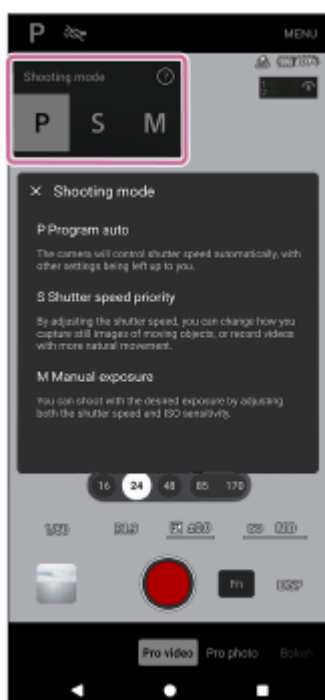 P
MENU
Shooting mode
P S M
× Shooting mode
P Program auto
The camera will control shutter speed automatically, with
other settings being left up to you.
S Shutter speed priority
By adjusting the shutter speed, you can change how you
capture still images of moving objects, or record videos
with more natural movement.
M Manual exposure
You can shoot with the desired exposure by adjusting
both the shutter speed and ISO sensitivity.
16 24 48 85 170
Fn DISP
Pro video Pro photo Bokeh